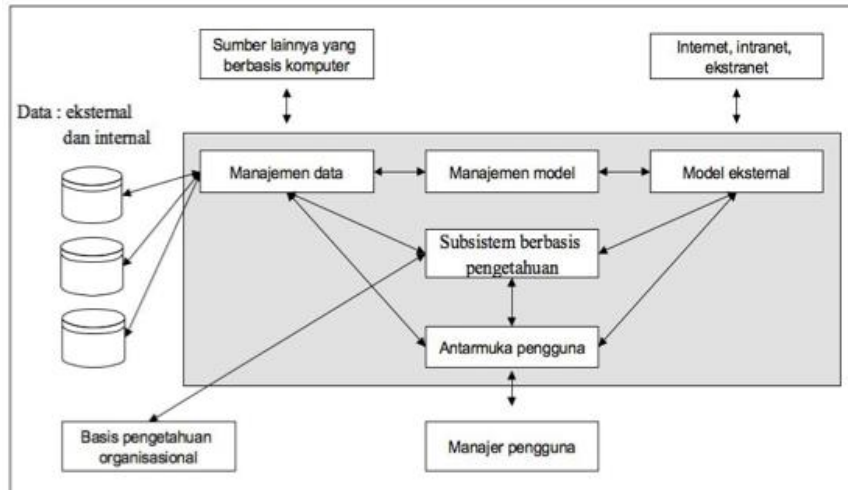 Sumber lainnya yang
berbasis komputer
Internet, intranet,
ekstranet
Data : eksternal
dan internal
Manajemen data
Manajemen model
Model eksternal
Subsistem berbasis
pengetahuan
Antarmuka pengguna
Basis pengetahuan
organisasional
Manajer pengguna